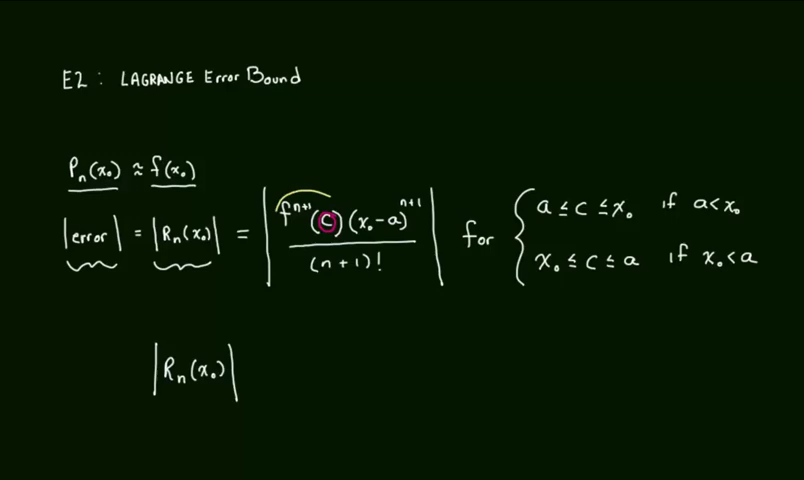 E2 : LAGRANGE Error Bound
Pₙ(x₀) ≈ f(x₀)
|error| = |Rₙ(x₀)| = | fⁿ⁺¹(c)(x₀-a)ⁿ⁺¹ / (n+1)! | for { a ≤ c ≤ x₀ if a < x₀
x₀ ≤ c ≤ a if x₀ < a
|Rₙ(x₀)|